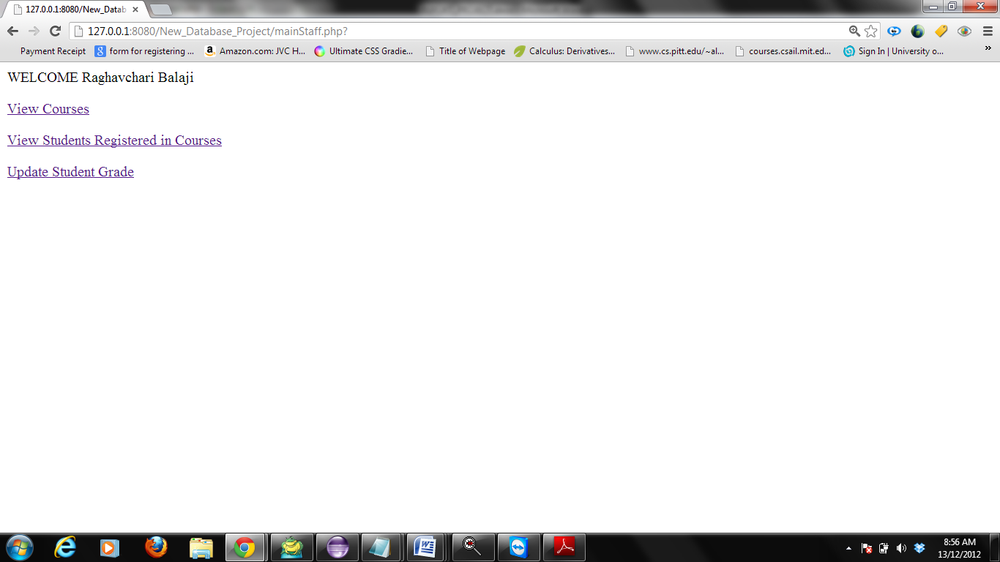 127.0.0.1:8080/New_Datab
127.0.0.1:8080/New_Database_Project/mainStaff.php?
Payment Receipt form for registering ... Amazon.com: JVC H... Ultimate CSS Gradie... Title of Webpage Calculus: Derivatives... www.cs.pitt.edu/~al... courses.csail.mit.ed... Sign In | University o... »
WELCOME Raghavchari Balaji
View Courses
View Students Registered in Courses
Update Student Grade
8:56 AM
13/12/2012